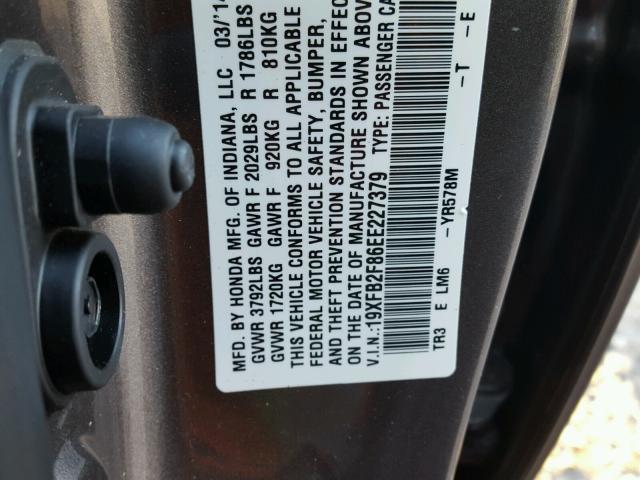 MFD. BY HONDA MFG. OF INDIANA, LLC 03/'14
GVWR 3792LBS GAWR F 2029LBS R 1786LBS
GVWR 1720KG GAWR F 920KG R 810KG
THIS VEHICLE CONFORMS TO ALL APPLICABLE
FEDERAL MOTOR VEHICLE SAFETY, BUMPER,
AND THEFT PREVENTION STANDARDS IN EFFECT
ON THE DATE OF MANUFACTURE SHOWN ABOVE
V.I.N.:19XFB2F86EE227379 TYPE: PASSENGER CA
-YR578M -T -E
TR3 E LM6